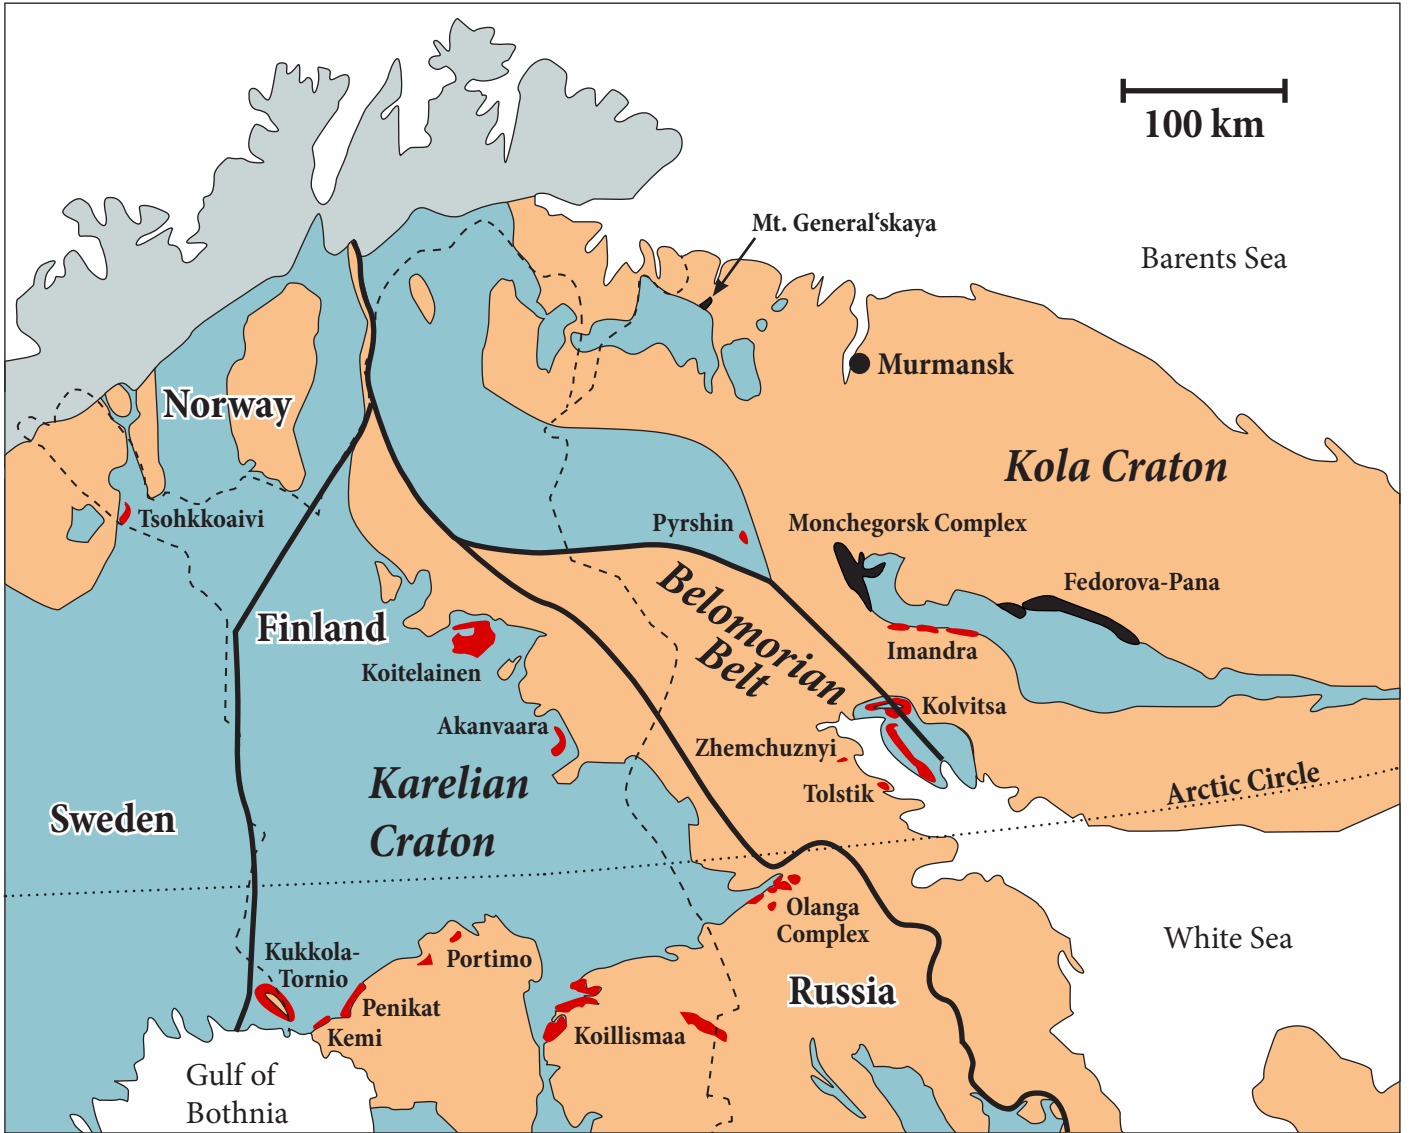 100 km
Mt. General‘skaya
Barents Sea
Murmansk
Norway
Kola Craton
Tsohkkoaivi
Pyrshin
Monchegorsk Complex
Fedorova-Pana
Belomorian
Belt
Finland
Imandra
Koitelainen
Kolvitsa
Akanvaara
Zhemchuznyi
Karelian
Craton
Tolstik
Arctic Circle
Sweden
Olanga
Complex
White Sea
Kukkola-
Tornio
Portimo
Russia
Penikat
Kemi
Koillismaa
Gulf of
Bothnia